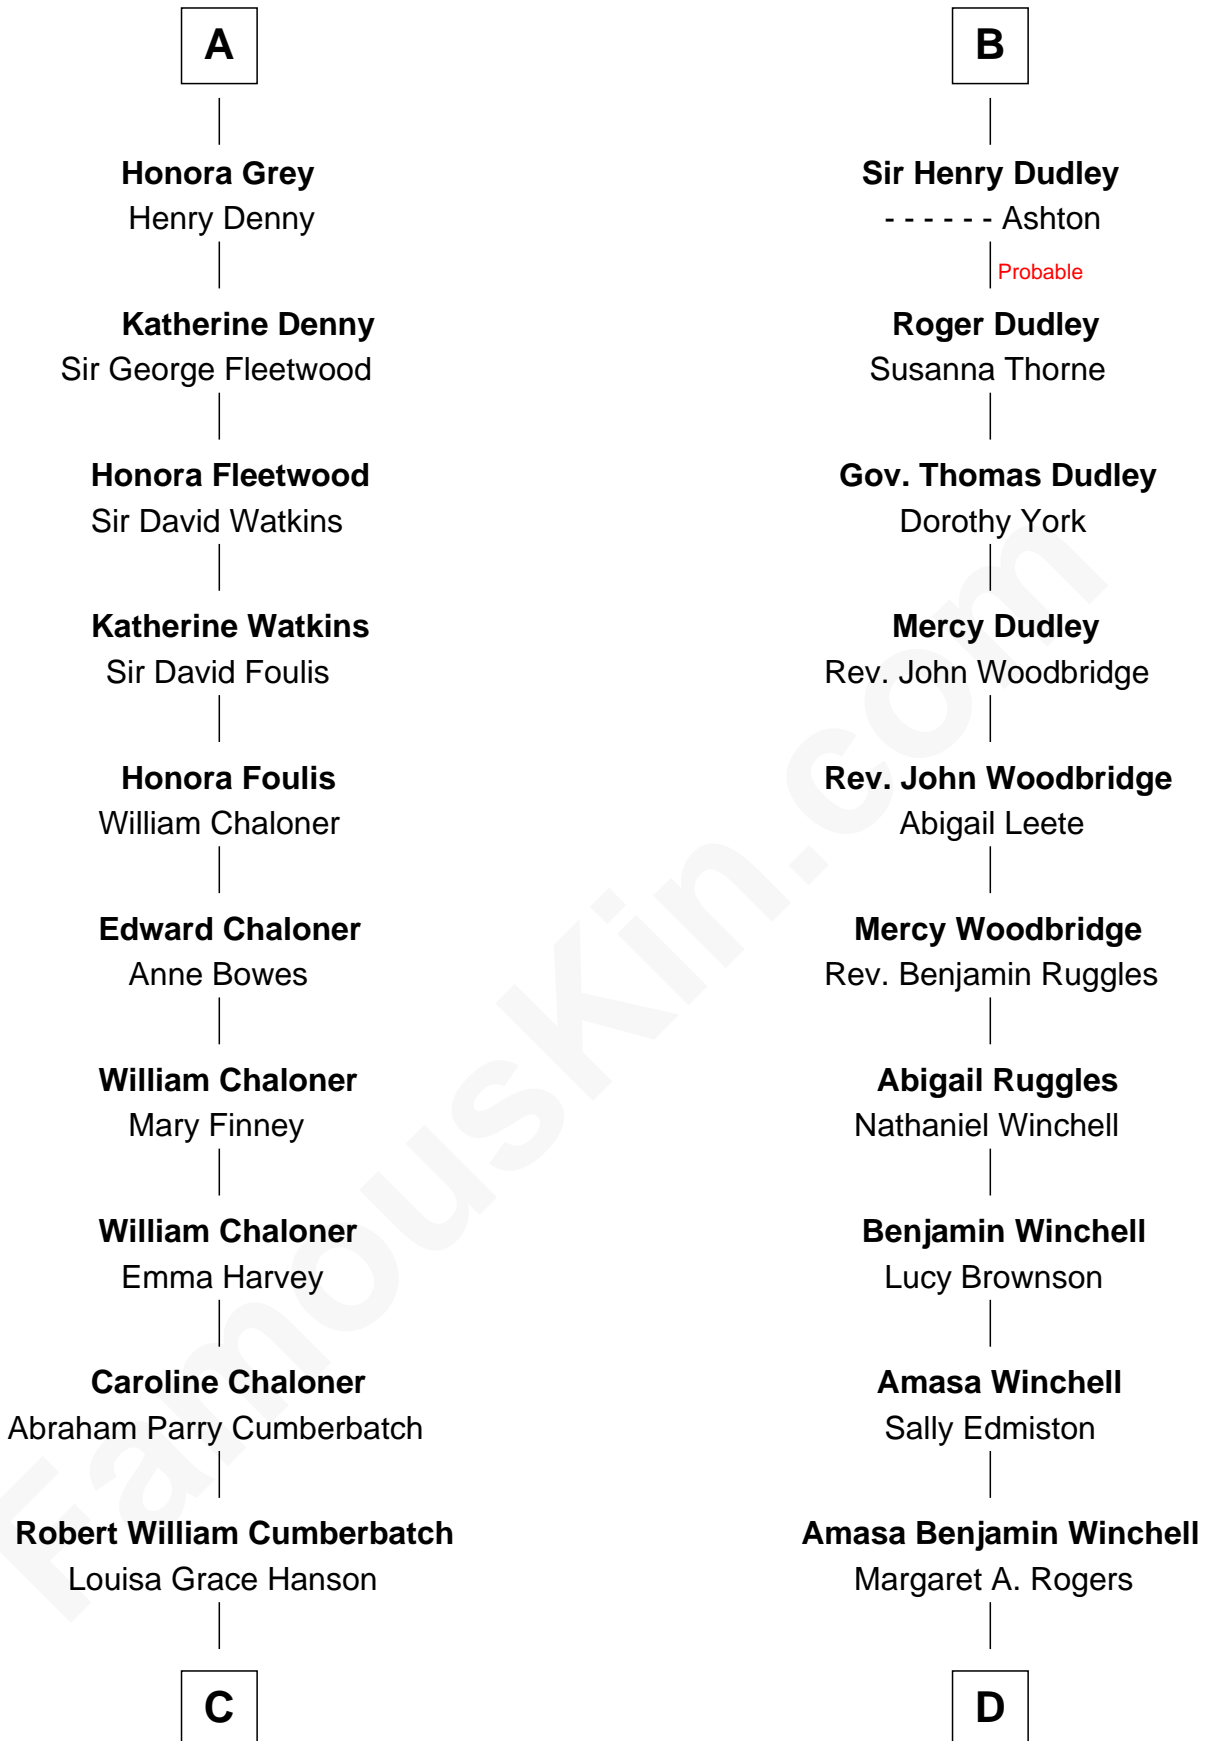 A
Honora Grey
Henry Denny
Katherine Denny
Sir George Fleetwood
Honora Fleetwood
Sir David Watkins
Katherine Watkins
Sir David Foulis
Honora Foulis
William Chaloner
Edward Chaloner
Anne Bowes
William Chaloner
Mary Finney
William Chaloner
Emma Harvey
Caroline Chaloner
Abraham Parry Cumberbatch
Robert William Cumberbatch
Louisa Grace Hanson
C
B
Sir Henry Dudley
- - - - - - Ashton
Probable
Roger Dudley
Susanna Thorne
Gov. Thomas Dudley
Dorothy York
Mercy Dudley
Rev. John Woodbridge
Rev. John Woodbridge
Abigail Leete
Mercy Woodbridge
Rev. Benjamin Ruggles
Abigail Ruggles
Nathaniel Winchell
Benjamin Winchell
Lucy Brownson
Amasa Winchell
Sally Edmiston
Amasa Benjamin Winchell
Margaret A. Rogers
D
FamousKin.com